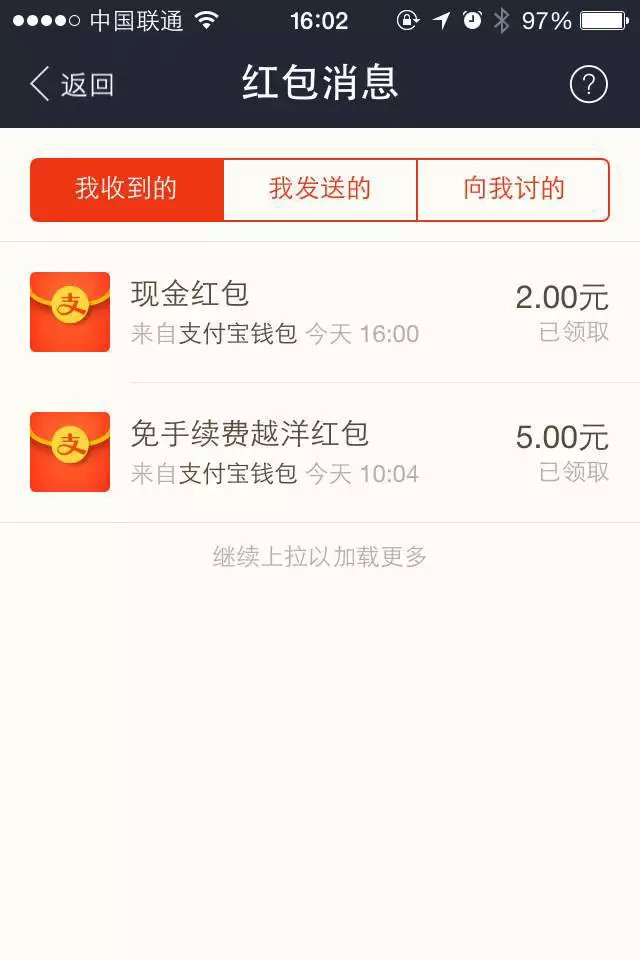 中国联通 16:02 97%
返回 红包消息 ?
我收到的 我发送的 向我讨的
支 现金红包 2.00元
来自支付宝钱包 今天 16:00 已领取
支 免手续费越洋红包 5.00元
来自支付宝钱包 今天 10:04 已领取
继续上拉以加载更多